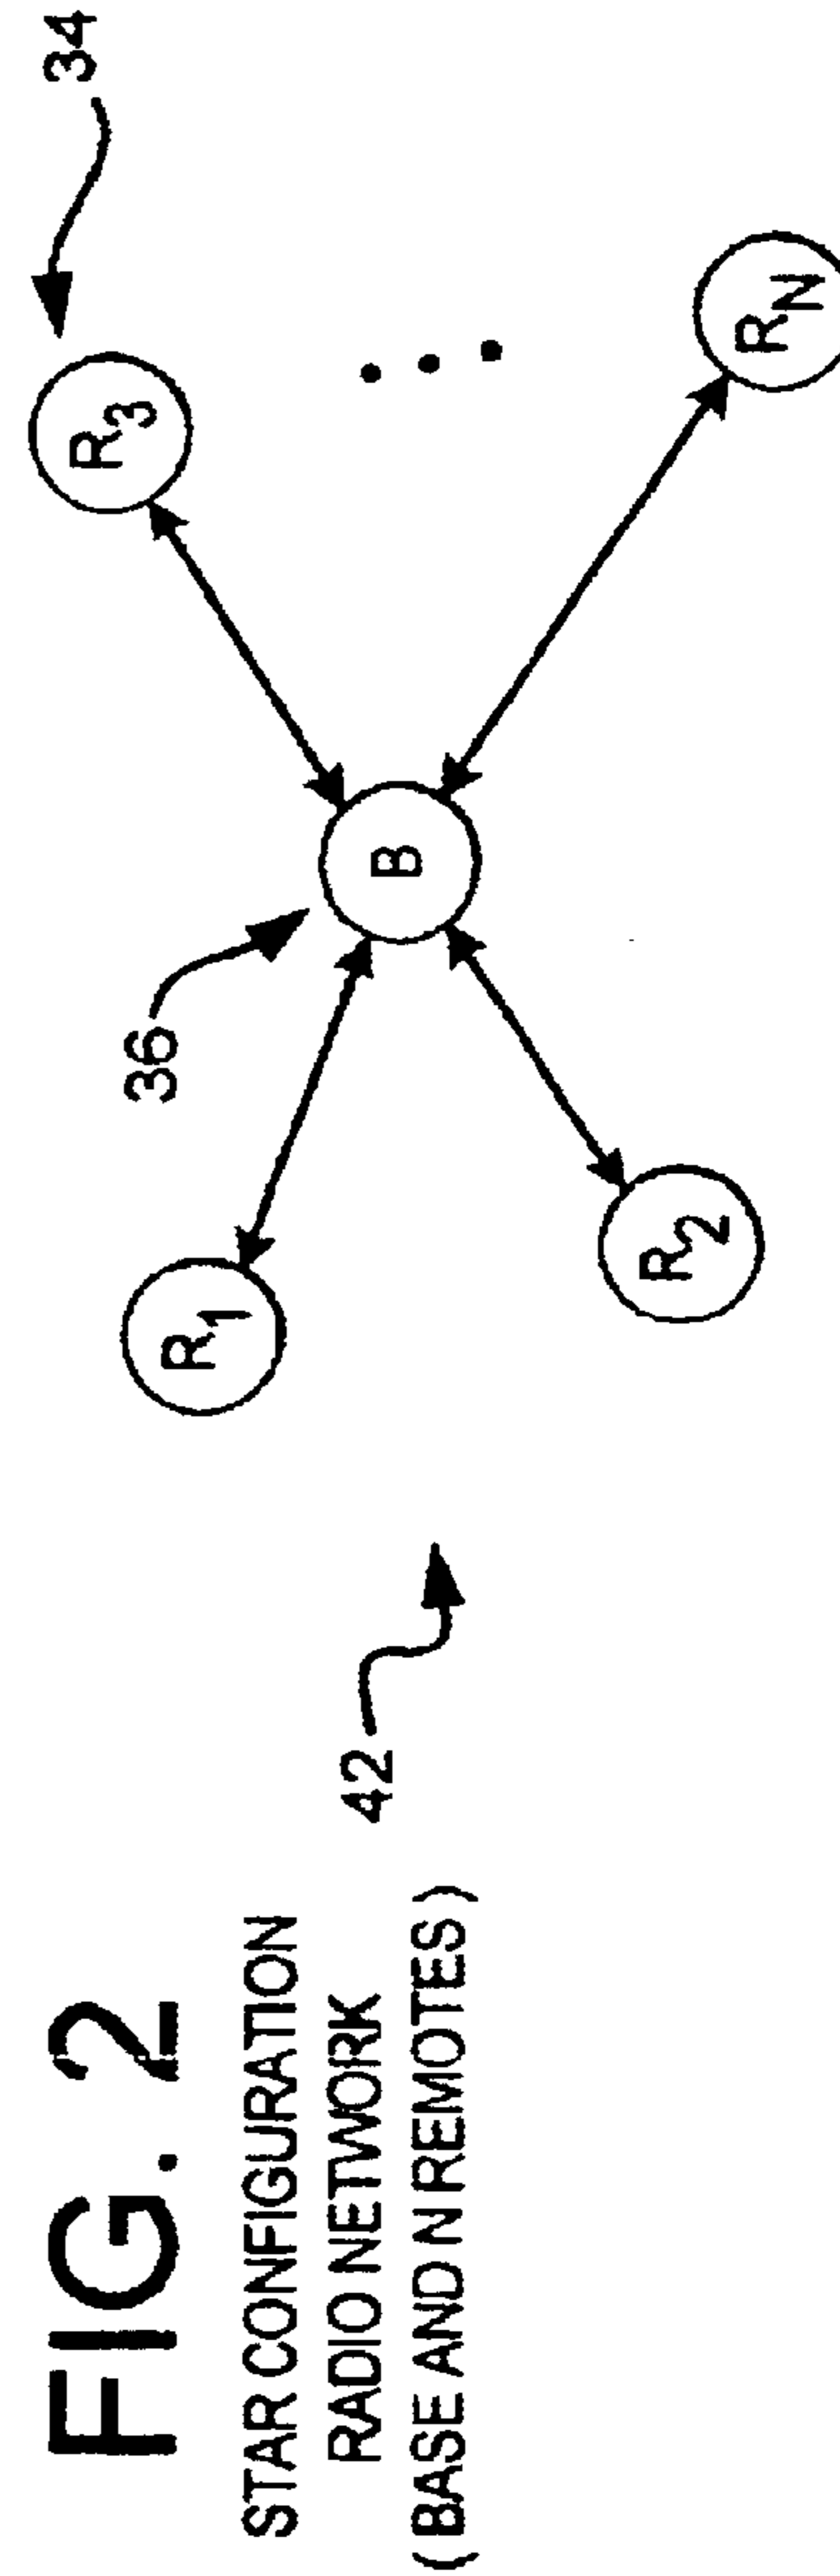 FIG. 2
STAR CONFIGURATION
RADIO NETWORK
( BASE AND N REMOTES )
42
36
34
R1
R2
B
R3
RN